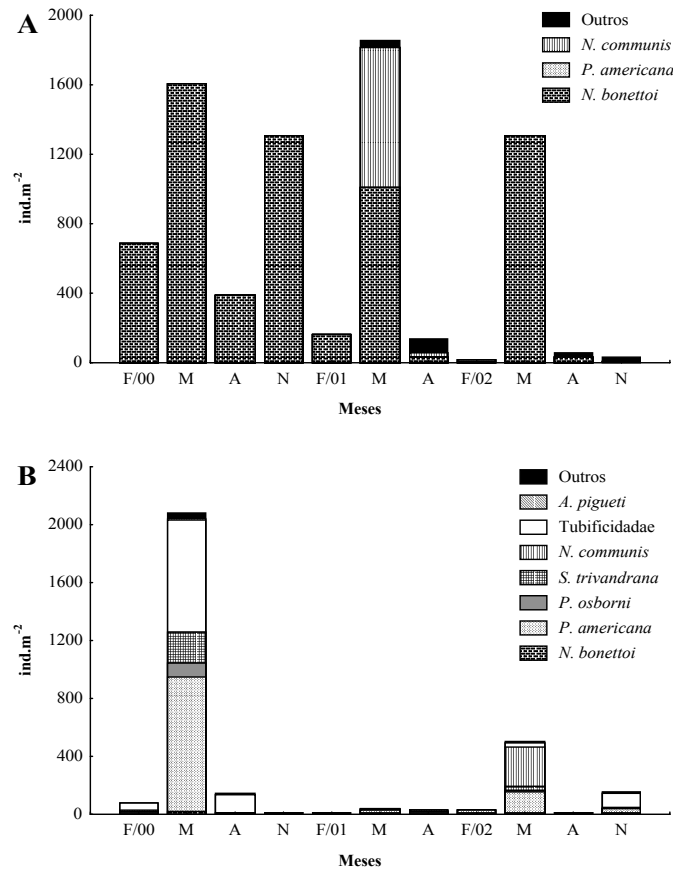 A
2000
1600
1200
800
400
0
ind.m⁻²
Outros
N. communis
P. americana
N. bonettoi
F/00 M A N F/01 M A F/02 M A N
Meses
B
2400
2000
1600
1200
800
400
0
ind.m⁻²
Outros
A. pigueti
Tubificidadae
N. communis
S. trivandrana
P. osborni
P. americana
N. bonettoi
F/00 M A N F/01 M A F/02 M A N
Meses